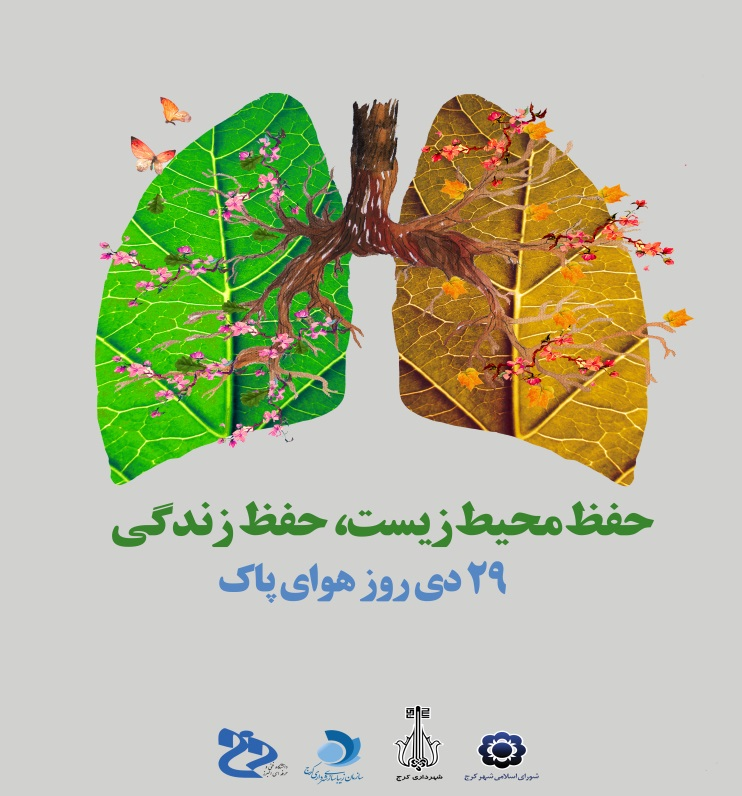 حفظ محیط زیست، حفظ زندگی
۲۹ دی روز هوای پاک
شورای اسلامی شهر کرج
شهرداری کرج